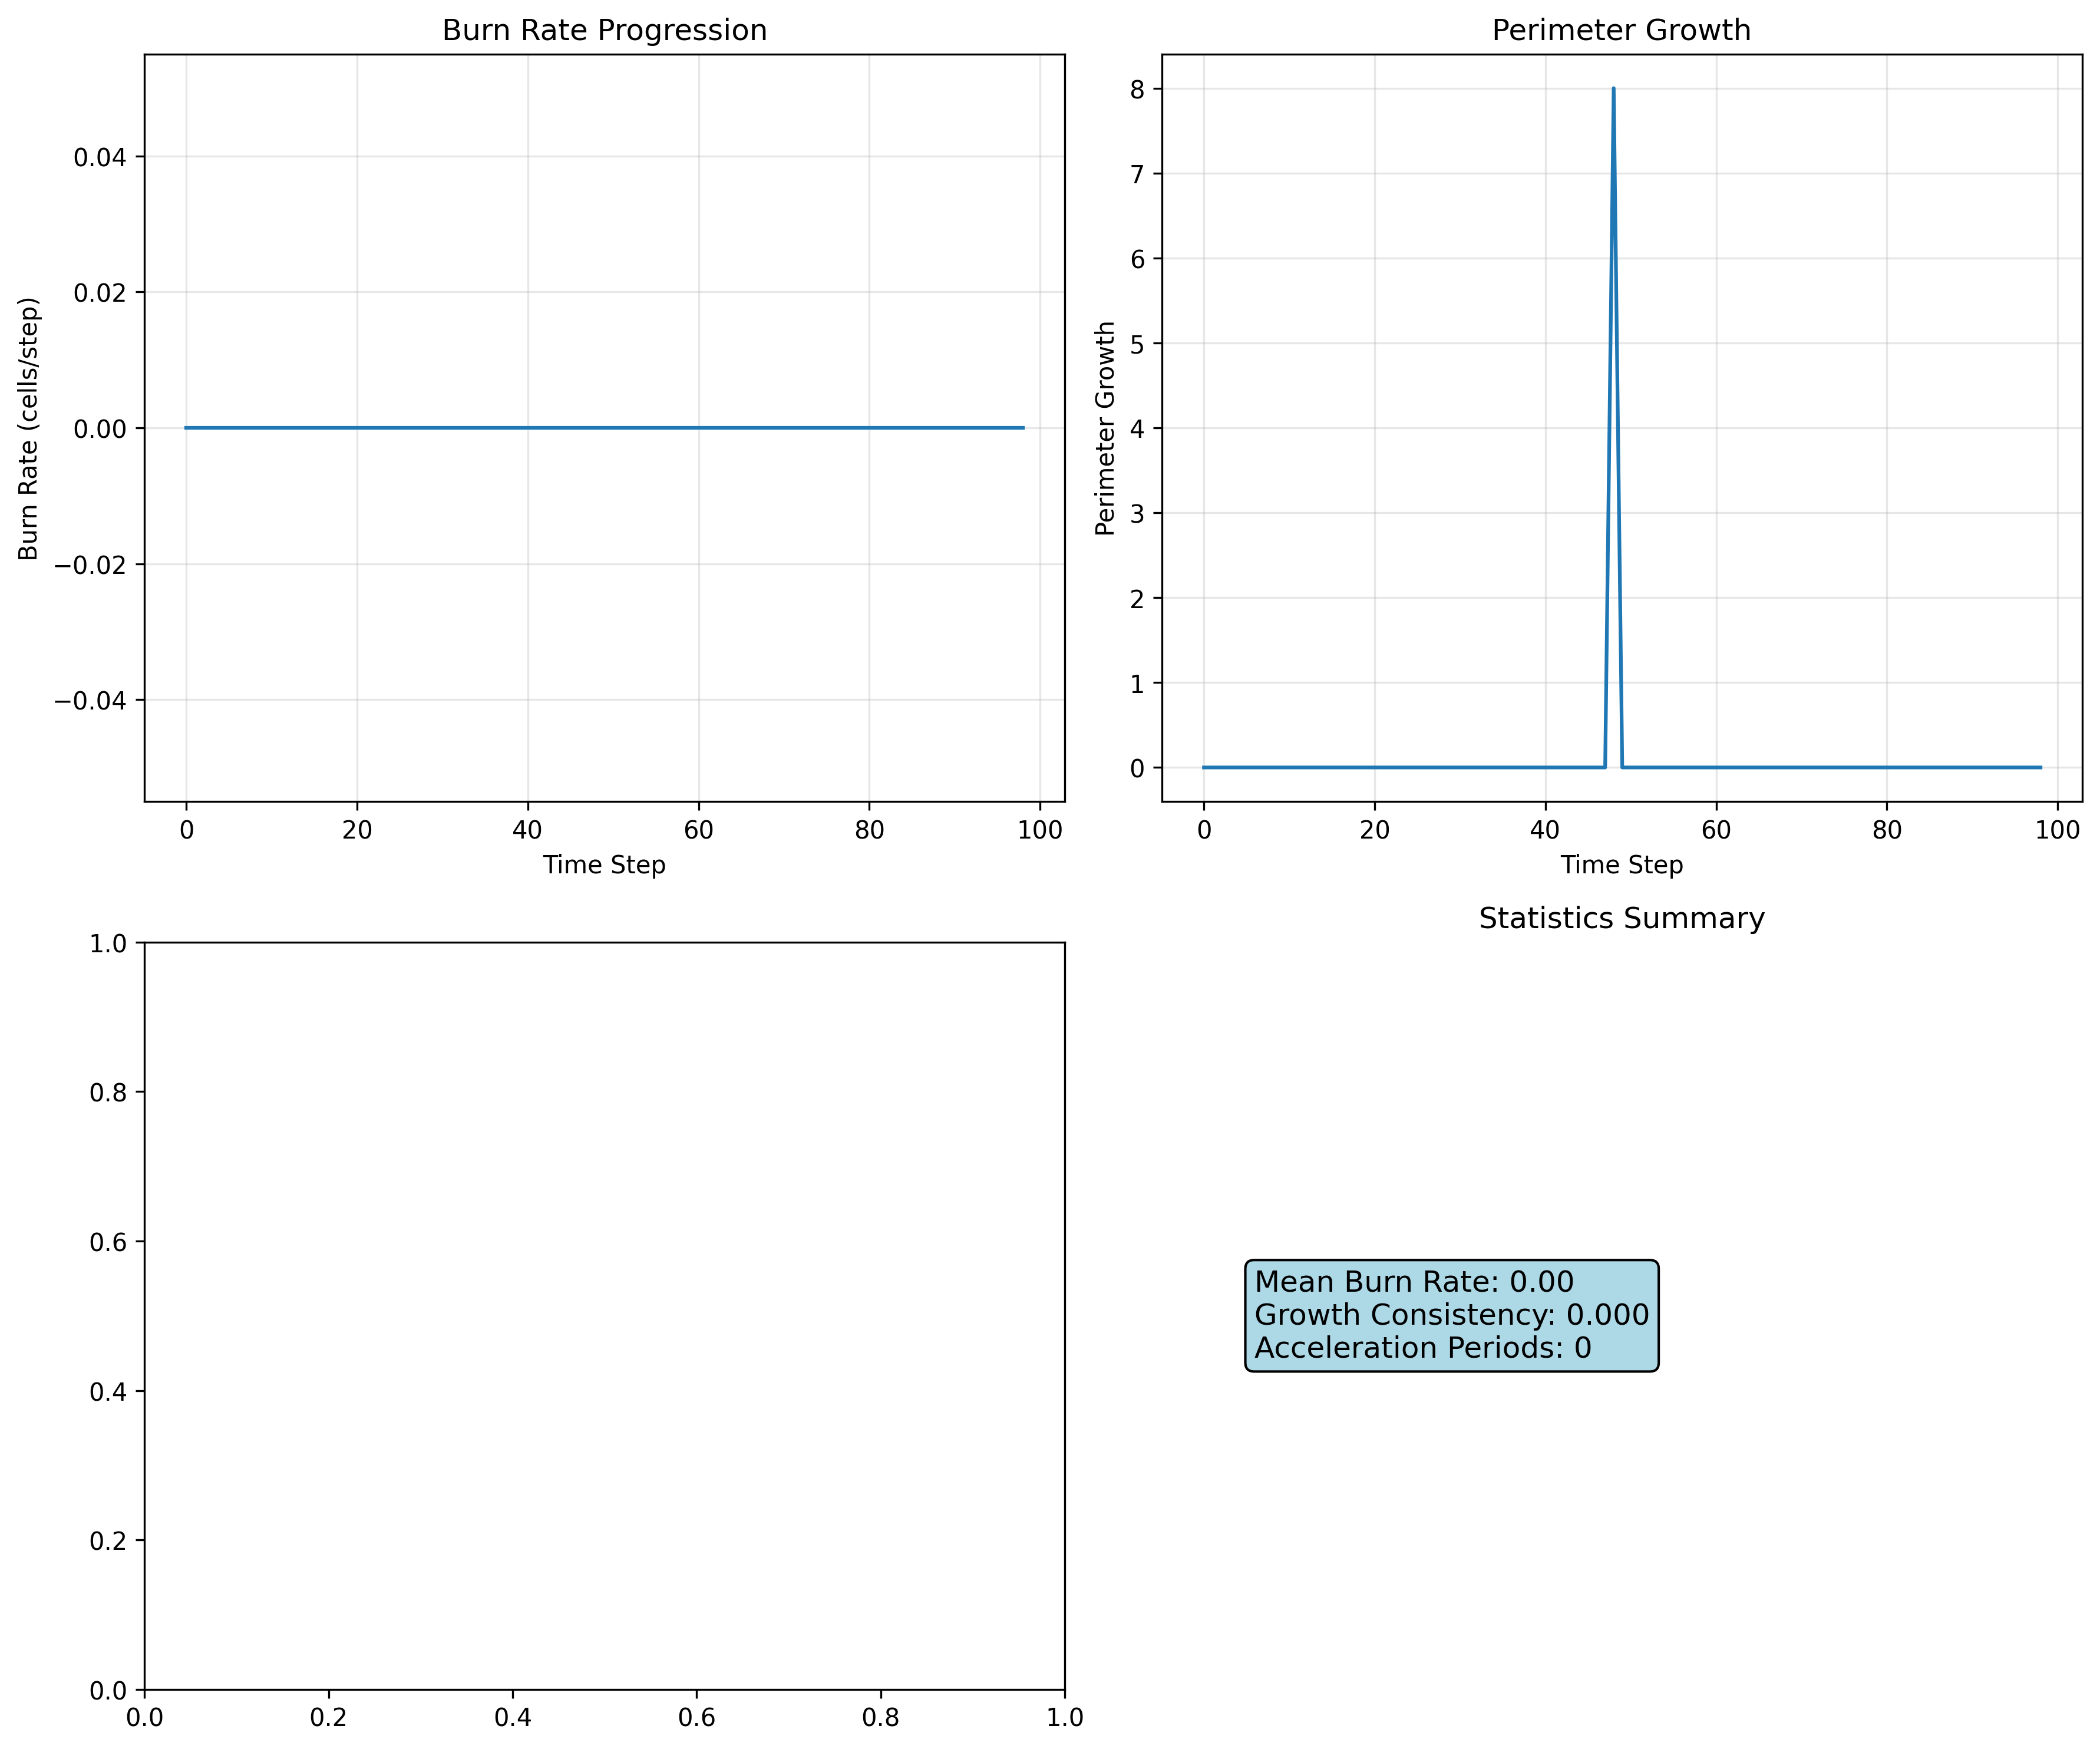 Burn Rate Progression
Burn Rate (cells/step)
0.04
0.02
0.00
−0.02
−0.04
0 20 40 60 80 100
Time Step
Perimeter Growth
Perimeter Growth
8
7
6
5
4
3
2
1
0
0 20 40 60 80 100
Time Step
1.0
0.8
0.6
0.4
0.2
0.0
0.0 0.2 0.4 0.6 0.8 1.0
Statistics Summary
Mean Burn Rate: 0.00
Growth Consistency: 0.000
Acceleration Periods: 0